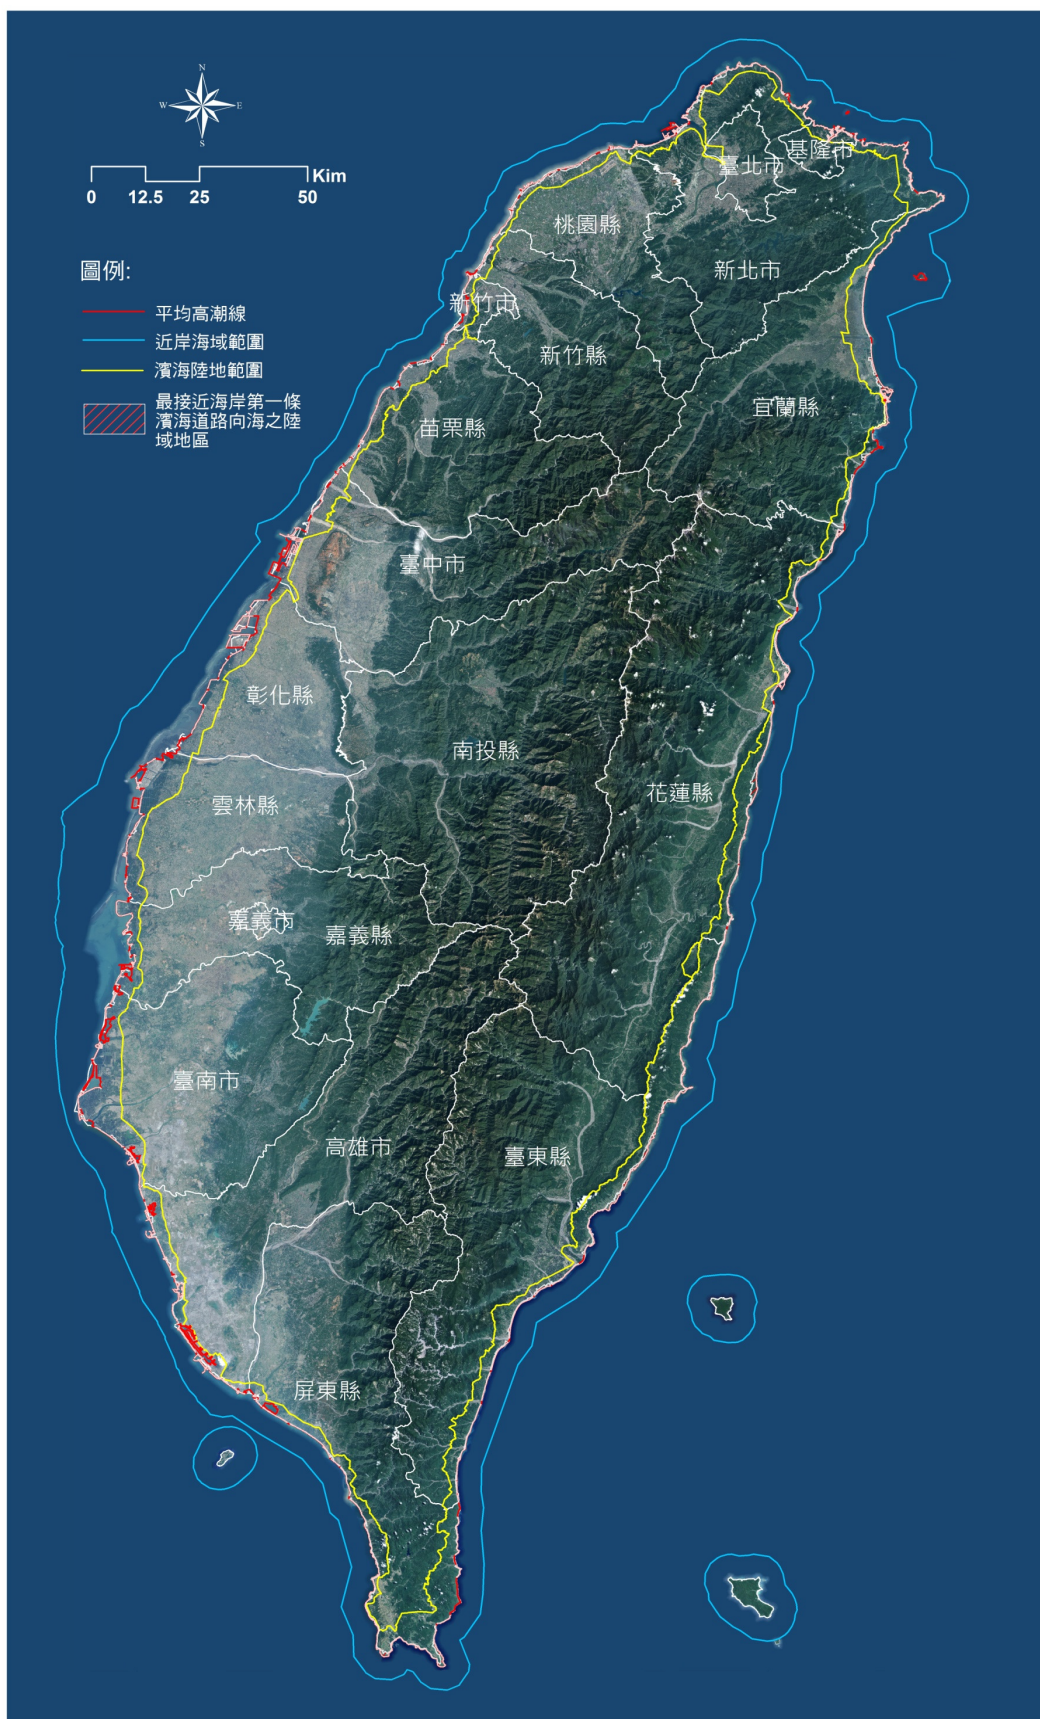 N
W E
S
Km
0 12.5 25 50
圖例:
平均高潮線
近岸海域範圍
濱海陸地範圍
最接近海岸第一條
濱海道路向海之陸
域地區
基隆市
臺北市
桃園縣
新北市
新竹市
新竹縣
宜蘭縣
苗栗縣
臺中市
彰化縣
南投縣
花蓮縣
雲林縣
嘉義市
嘉義縣
臺南市
高雄市
臺東縣
屏東縣